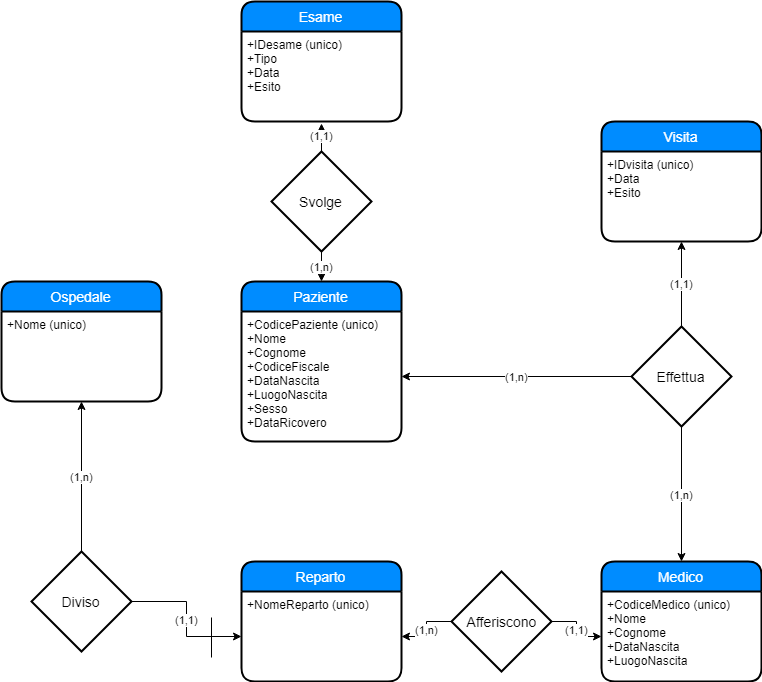 Esame
+IDesame (unico)
+Tipo
+Data
+Esito
(1,1)
Svolge
(1,n)
Visita
+IDvisita (unico)
+Data
+Esito
(1,1)
Ospedale
+Nome (unico)
Paziente
+CodicePaziente (unico)
+Nome
+Cognome
+CodiceFiscale
+DataNascita
+LuogoNascita
+Sesso
+DataRicovero
(1,n)
Effettua
(1,n)
(1,n)
Diviso
(1,1)
Reparto
+NomeReparto (unico)
(1,n)
Afferiscono
(1,1)
Medico
+CodiceMedico (unico)
+Nome
+Cognome
+DataNascita
+LuogoNascita